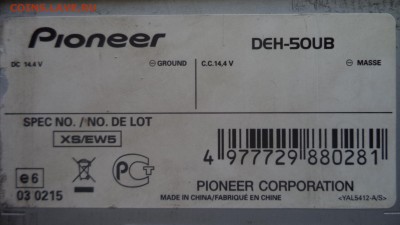 Pioneer
DEH-50UB
DC 14,4 V
⊖ GROUND
C.C.14,4 V
⊖ MASSE
SPEC NO. / NO. DE LOT
XS/EW5
4 977729 880281
e6
PCT
03 0215
PIONEER CORPORATION
MADE IN CHINA/FABRIQUÉ EN CHINE
<YAL5412-A/S>